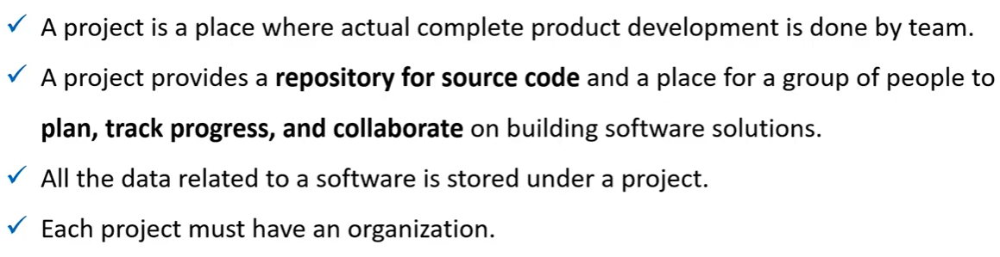 ✓ A project is a place where actual complete product development is done by team.
✓ A project provides a repository for source code and a place for a group of people to
plan, track progress, and collaborate on building software solutions.
✓ All the data related to a software is stored under a project.
✓ Each project must have an organization.